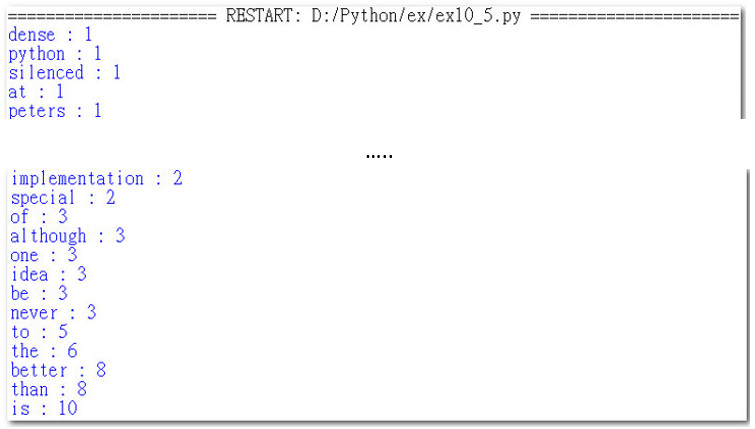 ====================== RESTART: D:/Python/ex/ex10_5.py ======================
dense : 1
python : 1
silenced : 1
at : 1
peters : 1
.....
implementation : 2
special : 2
of : 3
although : 3
one : 3
idea : 3
be : 3
never : 3
to : 5
the : 6
better : 8
than : 8
is : 10